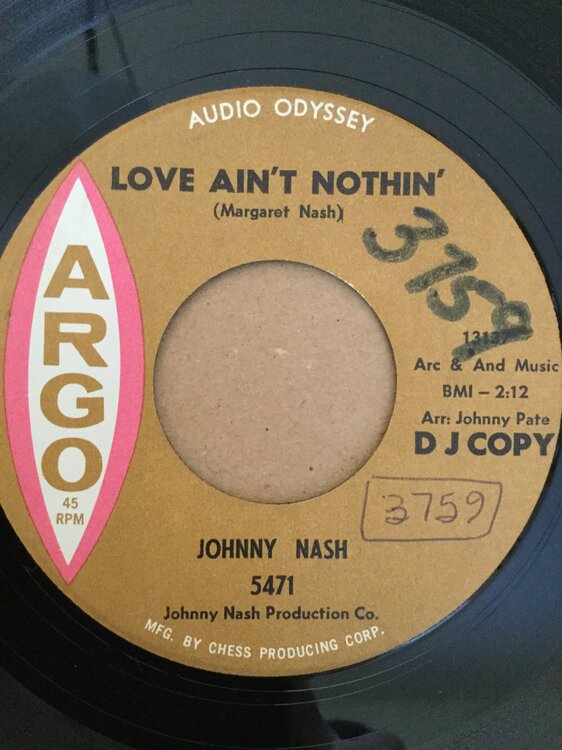 AUDIO ODYSSEY
LOVE AIN'T NOTHIN'
(Margaret Nash)
3759
Arc & And Music
BMI – 2:12
Arr: Johnny Pate
D J COPY
ARGO
45
RPM
3759
JOHNNY NASH
5471
Johnny Nash Production Co.
MFG. BY CHESS PRODUCING CORP.